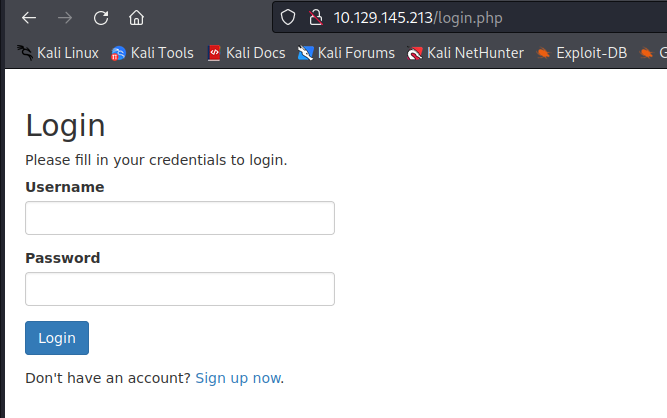 10.129.145.213/login.php
Kali Linux Kali Tools Kali Docs Kali Forums Kali NetHunter Exploit-DB G
Login
Please fill in your credentials to login.
Username
Password
Login
Don't have an account? Sign up now.